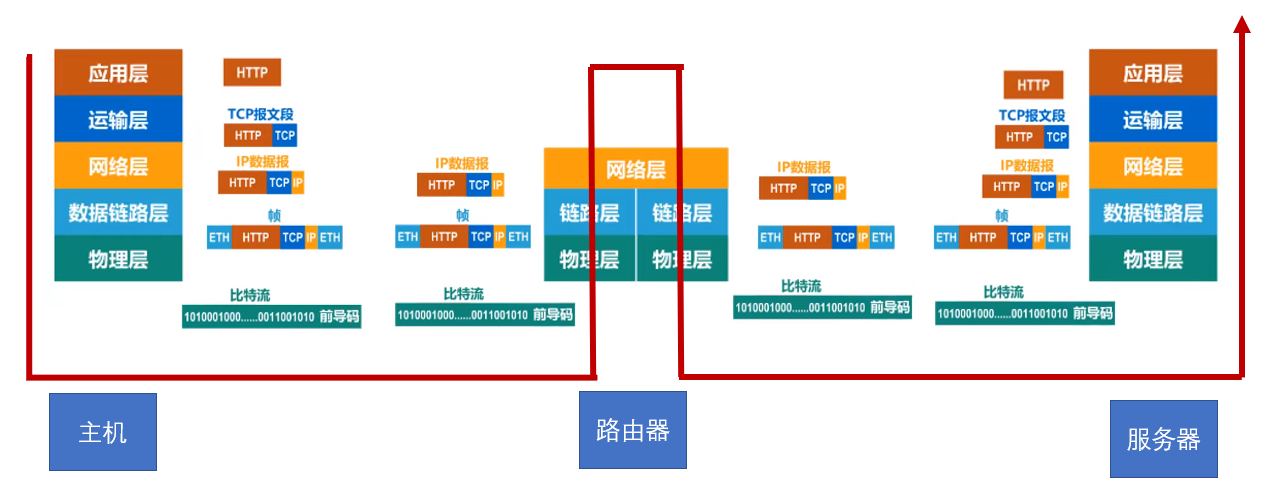 应用层
运输层
网络层
数据链路层
物理层
HTTP
TCP报文段
HTTP TCP
IP数据报
HTTP TCP IP
帧
ETH HTTP TCP IP ETH
比特流
1010001000......0011001010 前导码
IP数据报
HTTP TCP IP
帧
ETH HTTP TCP IP ETH
比特流
1010001000......0011001010 前导码
网络层
链路层 链路层
物理层 物理层
IP数据报
HTTP TCP IP
帧
ETH HTTP TCP IP ETH
比特流
1010001000......0011001010 前导码
HTTP
TCP报文段
HTTP TCP
IP数据报
HTTP TCP IP
帧
ETH HTTP TCP IP ETH
比特流
1010001000......0011001010 前导码
应用层
运输层
网络层
数据链路层
物理层
主机
路由器
服务器